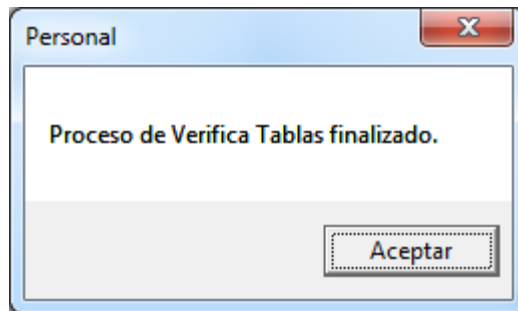 Personal
Proceso de Verifica Tablas finalizado.
Aceptar